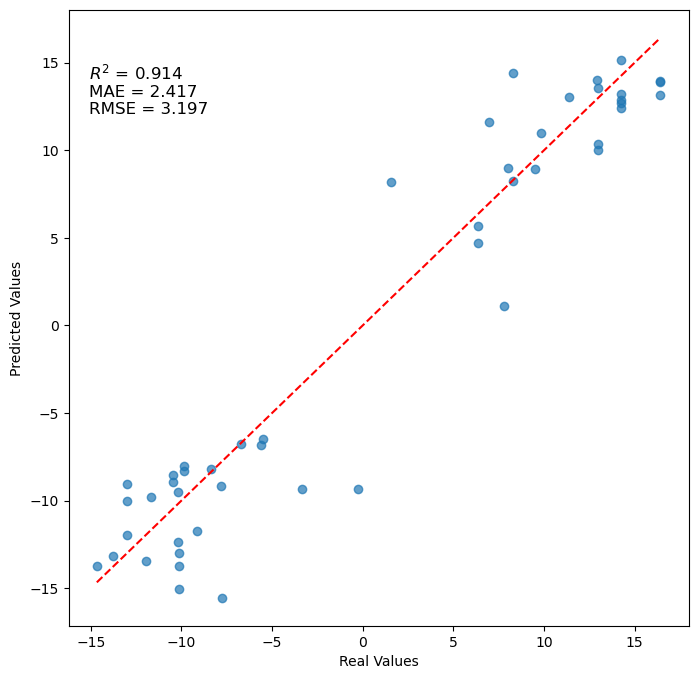 R² = 0.914
MAE = 2.417
RMSE = 3.197
15
10
5
0
−5
−10
−15
Predicted Values
−15 −10 −5 0 5 10 15
Real Values